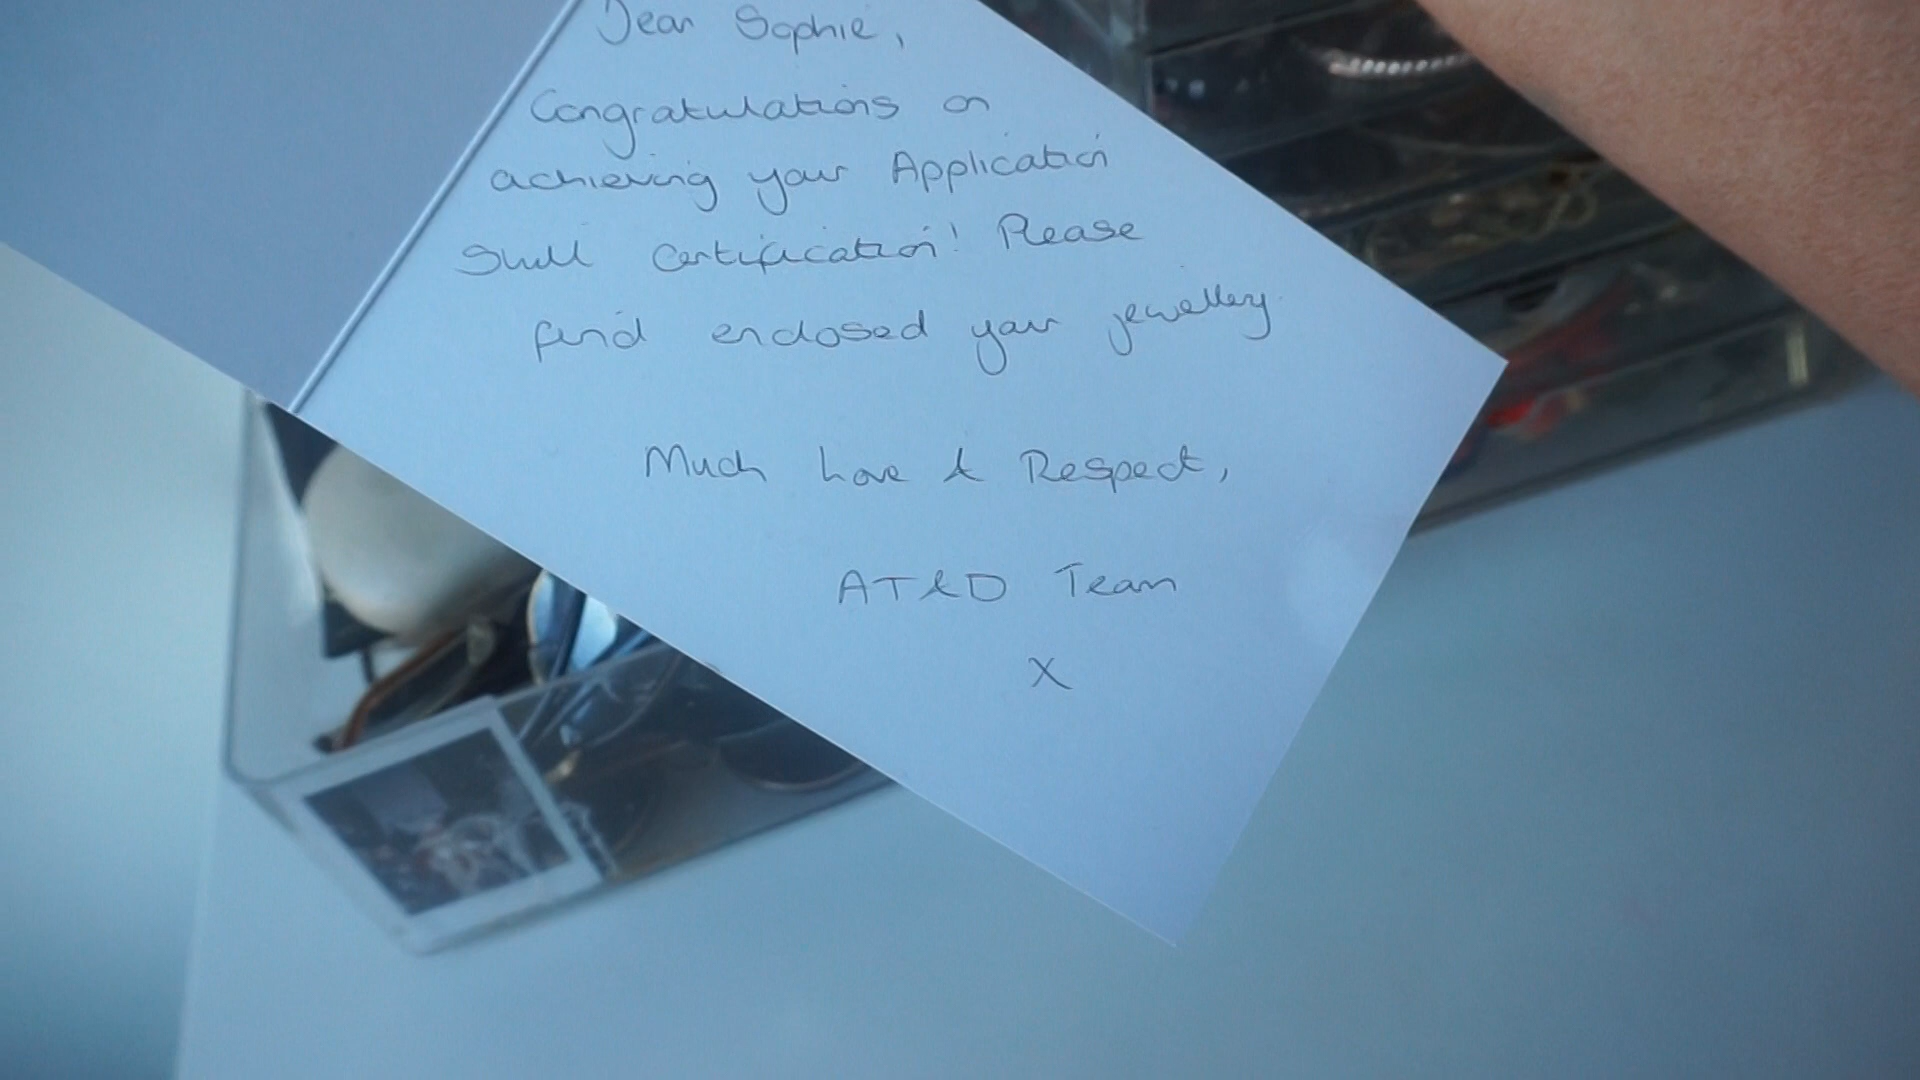 Dear Sophie,
Congratulations on
achieving your Application
Skill Certification! Please
find enclosed your jewellery
Much Love & Respect,
AT&D Team
X